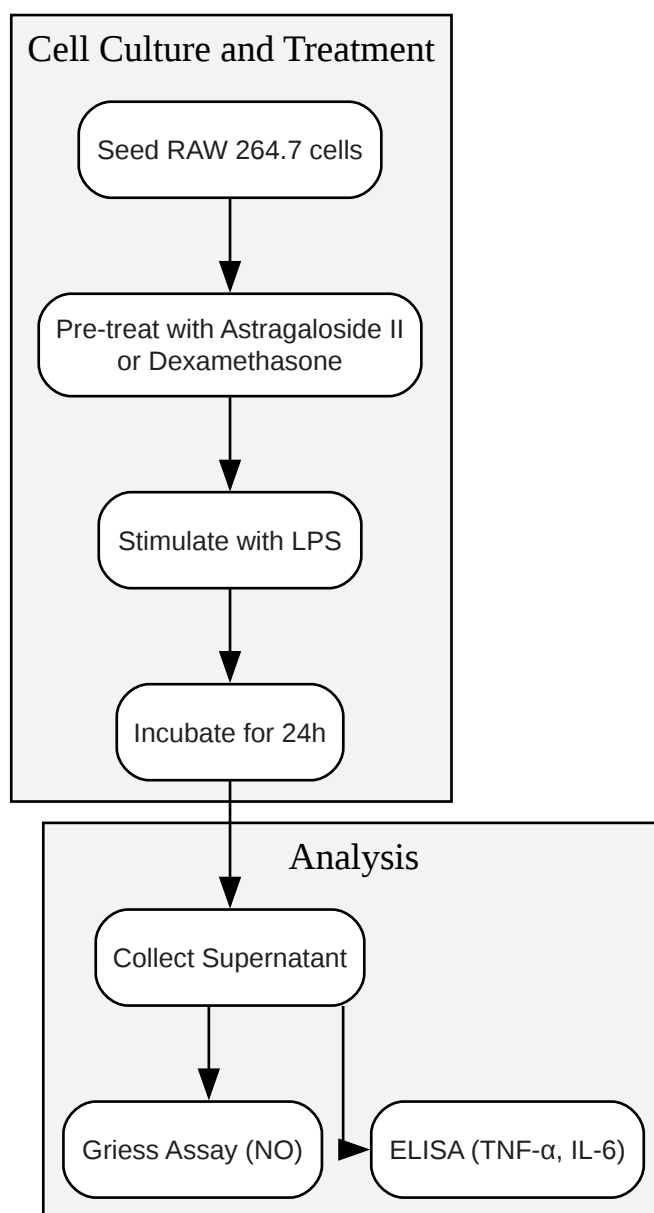 Cell Culture and Treatment
Seed RAW 264.7 cells
Pre-treat with Astragaloside II
or Dexamethasone
Stimulate with LPS
Incubate for 24h
Analysis
Collect Supernatant
Griess Assay (NO)
ELISA (TNF-α, IL-6)